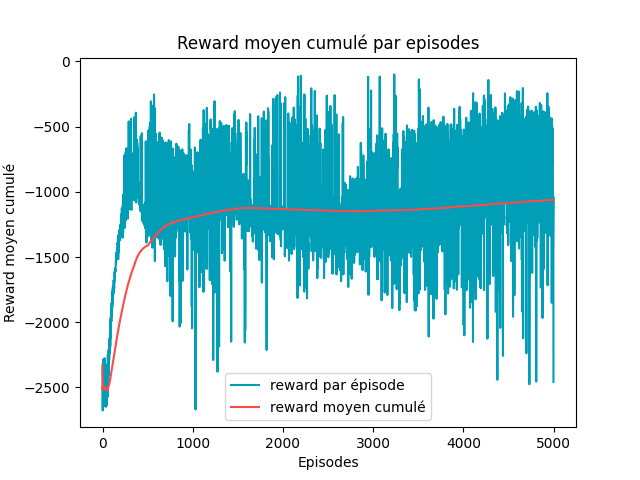 Reward moyen cumulé par episodes
Reward moyen cumulé
0
−500
−1000
−1500
−2000
−2500
reward par épisode
reward moyen cumulé
0
1000
2000
3000
4000
5000
Episodes